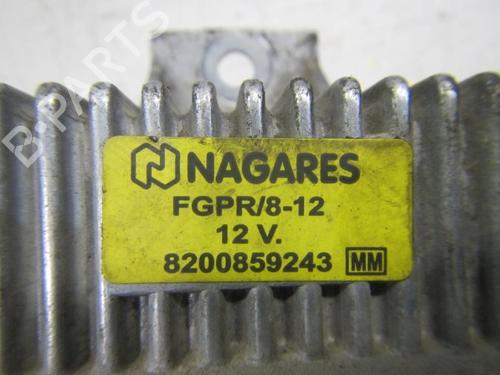 B-PARTS
NAGARES
FGPR/8-12
12 V.
8200859243 MM